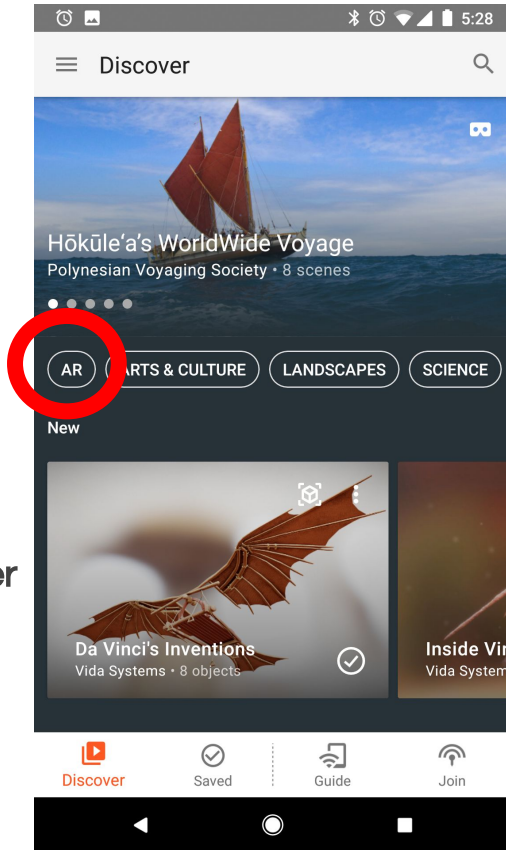 5:28
Discover
Hōkūleʻa's WorldWide Voyage
Polynesian Voyaging Society • 8 scenes
AR
ARTS & CULTURE
LANDSCAPES
SCIENCE
New
er
Da Vinci's Inventions
Vida Systems • 8 objects
Inside Vir
Vida System
Discover
Saved
Guide
Join